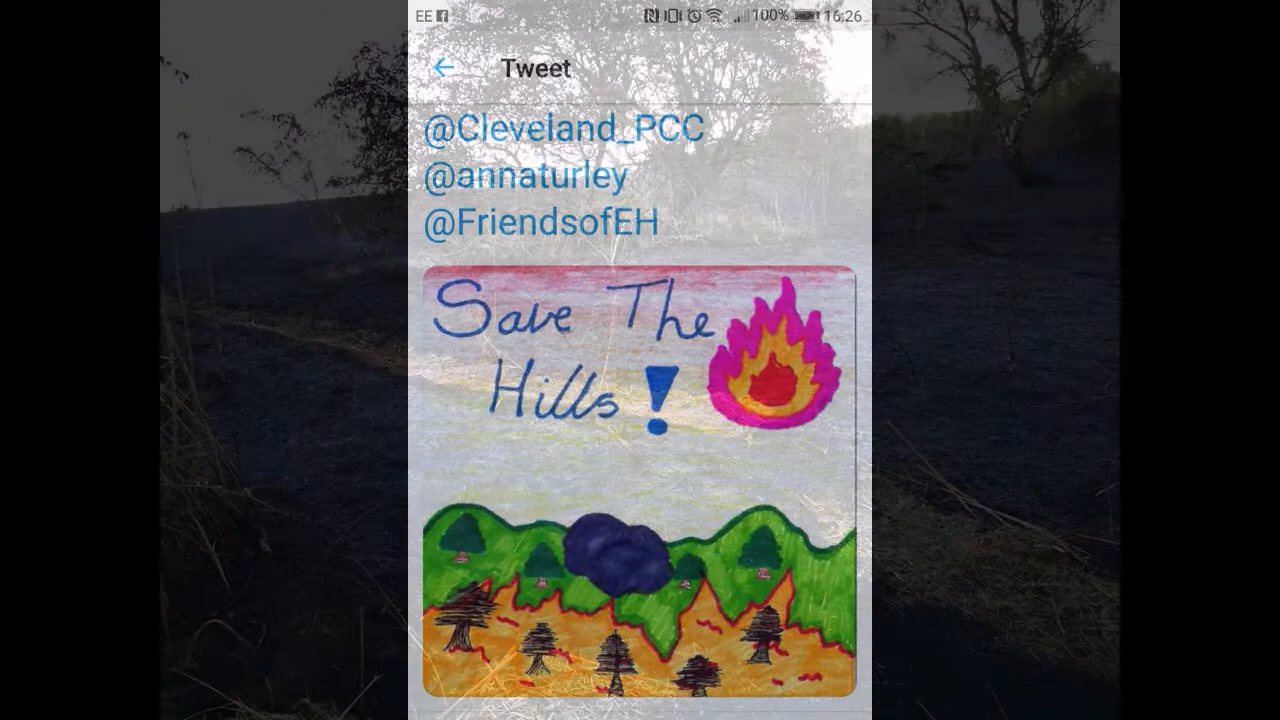 EE 100% 16:26
Tweet
@Cleveland_PCC
@annaturley
@FriendsofEH
Save The
Hills!